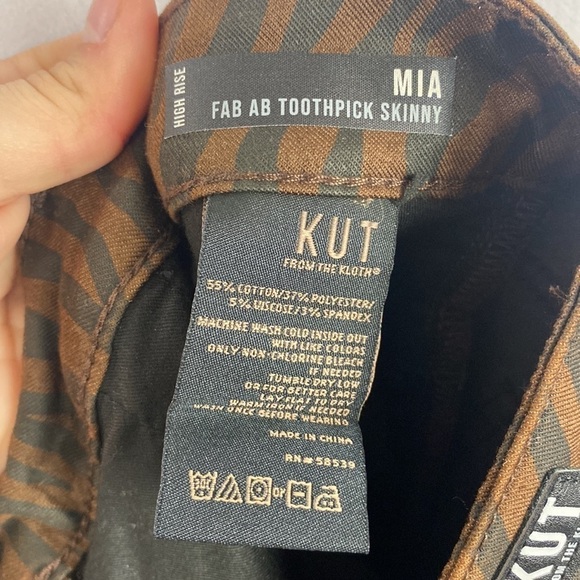 HIGH RISE
MIA
FAB AB TOOTHPICK SKINNY
KUT
FROM THE KLOTH®
55% COTTON/37% POLYESTER/
5% VISCOSE/3% SPANDEX
MACHINE WASH COLD INSIDE OUT
WITH LIKE COLORS
ONLY NON-CHLORINE BLEACH
IF NEEDED
TUMBLE DRY LOW
OR FOR BETTER CARE
LAY FLAT TO DRY
WARM IRON IF NEEDED
WASH ONCE BEFORE WEARING
MADE IN CHINA
RN# 58539
30C
OR
KUT